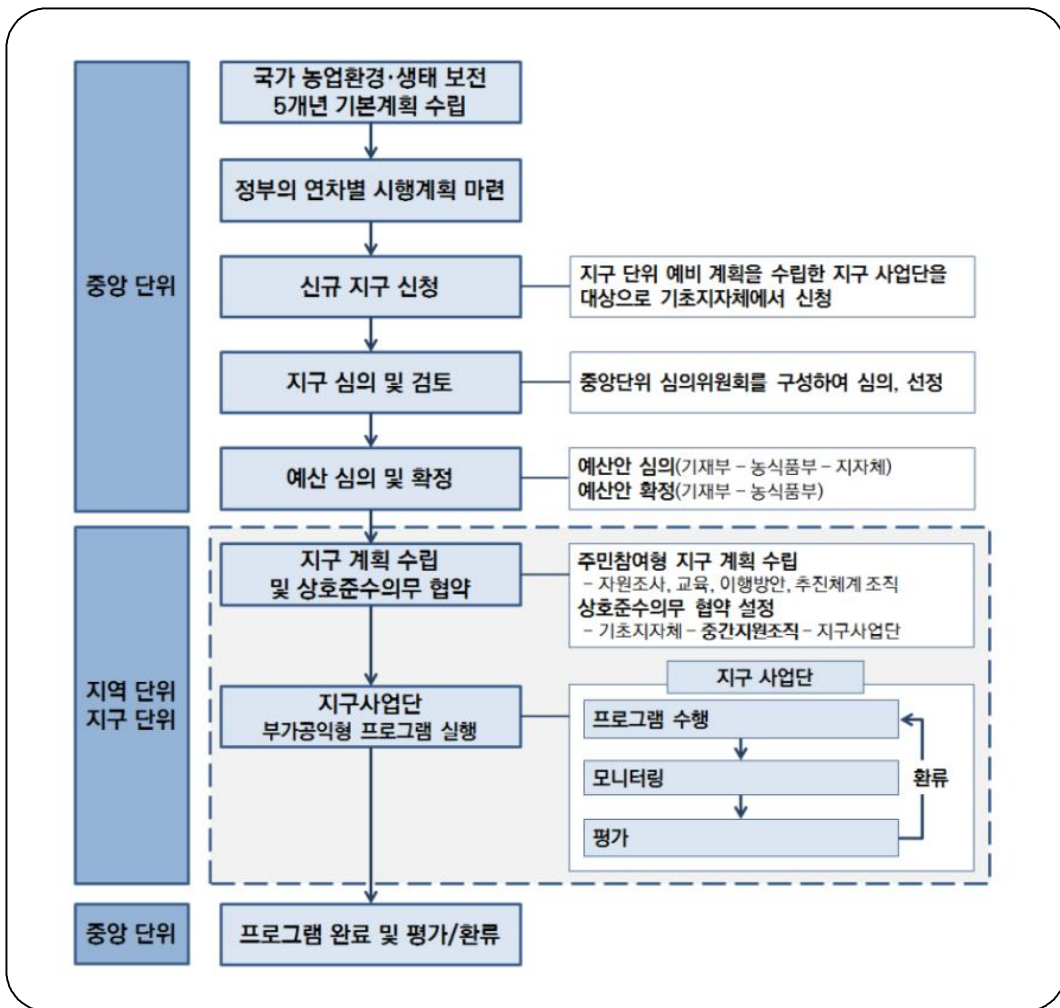 중앙 단위
국가 농업환경·생태 보전
5개년 기본계획 수립
정부의 연차별 시행계획 마련
신규 지구 신청
지구 단위 예비 계획을 수립한 지구 사업단을
대상으로 기초지자체에서 신청
지구 심의 및 검토
중앙단위 심의위원회를 구성하여 심의, 선정
예산 심의 및 확정
예산안 심의(기재부 – 농식품부 – 지자체)
예산안 확정(기재부 – 농식품부)
지역 단위
지구 단위
지구 계획 수립
및 상호준수의무 협약
주민참여형 지구 계획 수립
– 자원조사, 교육, 이행방안, 추진체계 조직
상호준수의무 협약 설정
– 기초지자체 – 중간지원조직 – 지구사업단
지구사업단
부가공익형 프로그램 실행
지구 사업단
프로그램 수행
모니터링
평가
환류
중앙 단위
프로그램 완료 및 평가/환류